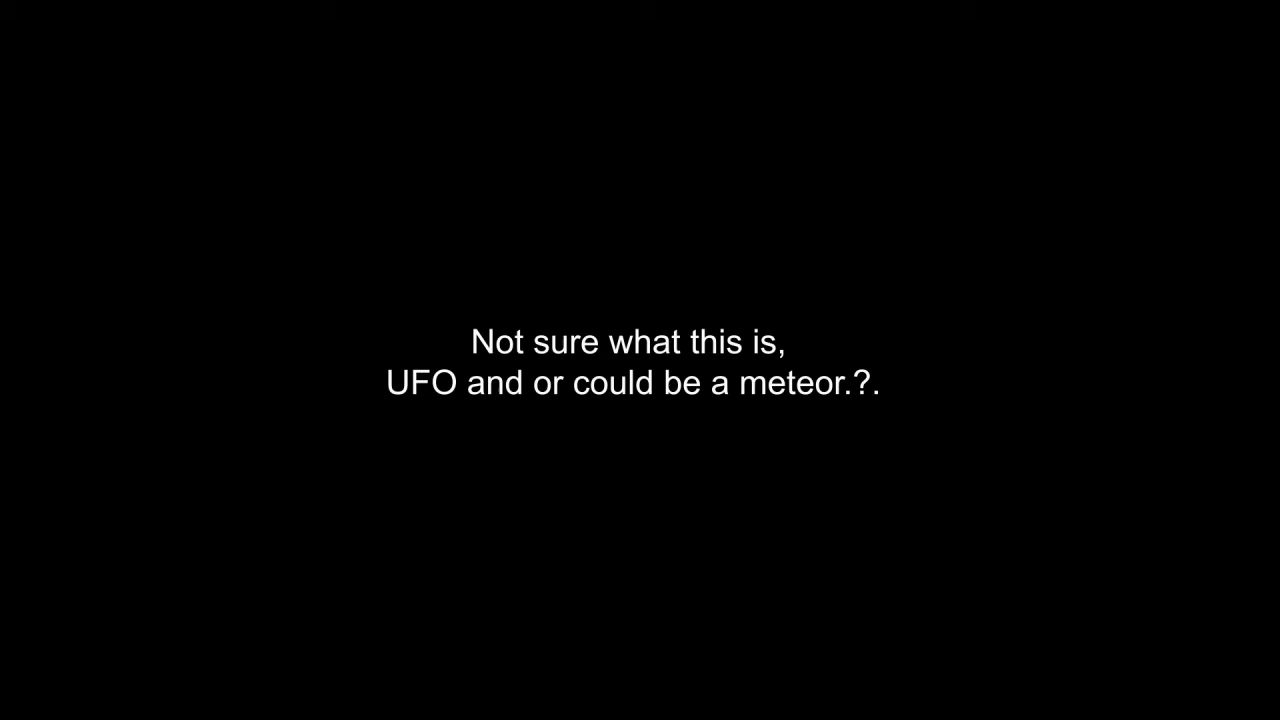 Not sure what this is,
UFO and or could be a meteor.?.